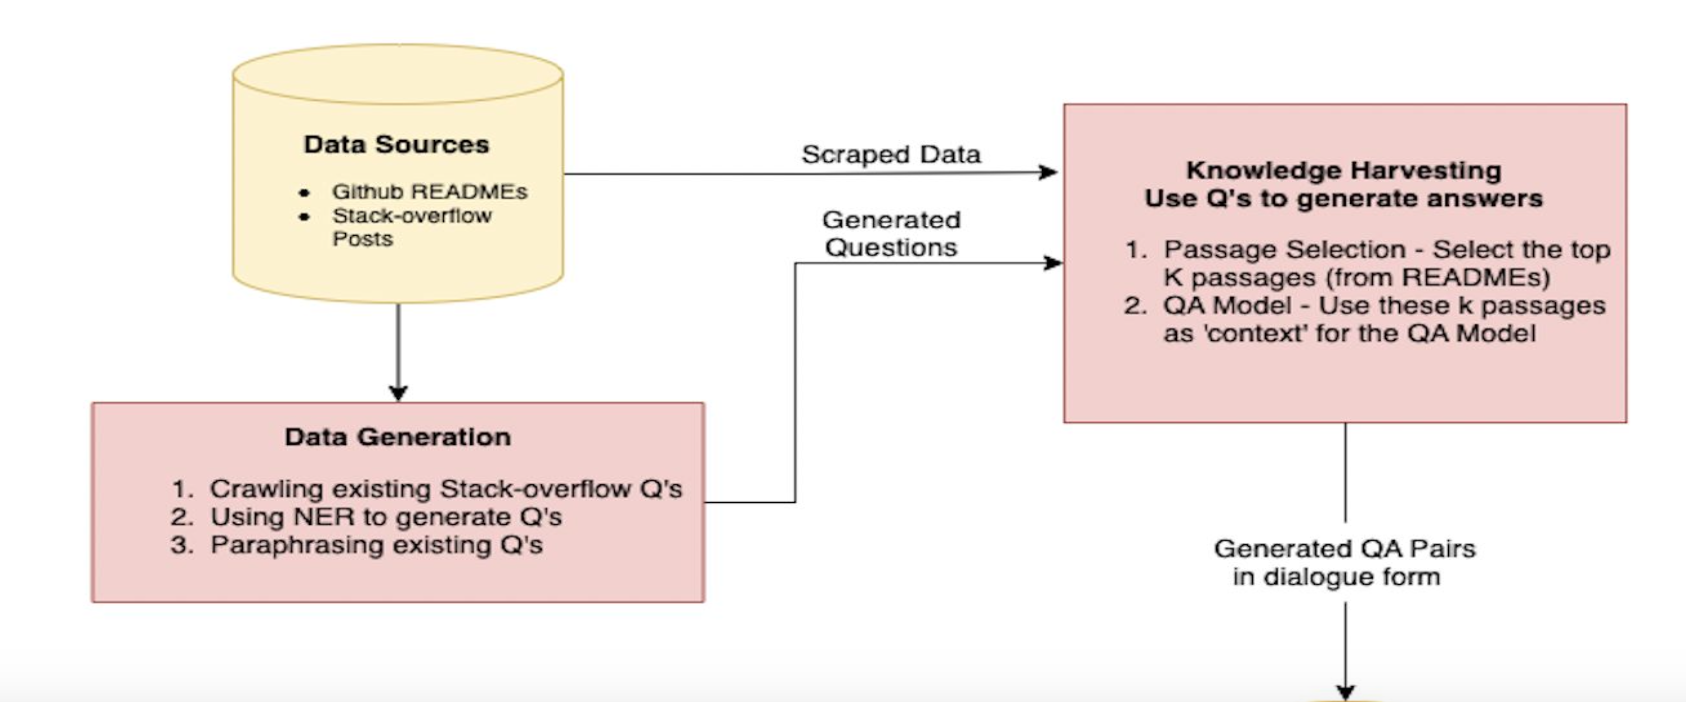 Data Sources
• Github READMEs
• Stack-overflow
Posts
Scraped Data
Generated
Questions
Knowledge Harvesting
Use Q's to generate answers
1. Passage Selection - Select the top
K passages (from READMEs)
2. QA Model - Use these k passages
as 'context' for the QA Model
Data Generation
1. Crawling existing Stack-overflow Q's
2. Using NER to generate Q's
3. Paraphrasing existing Q's
Generated QA Pairs
in dialogue form